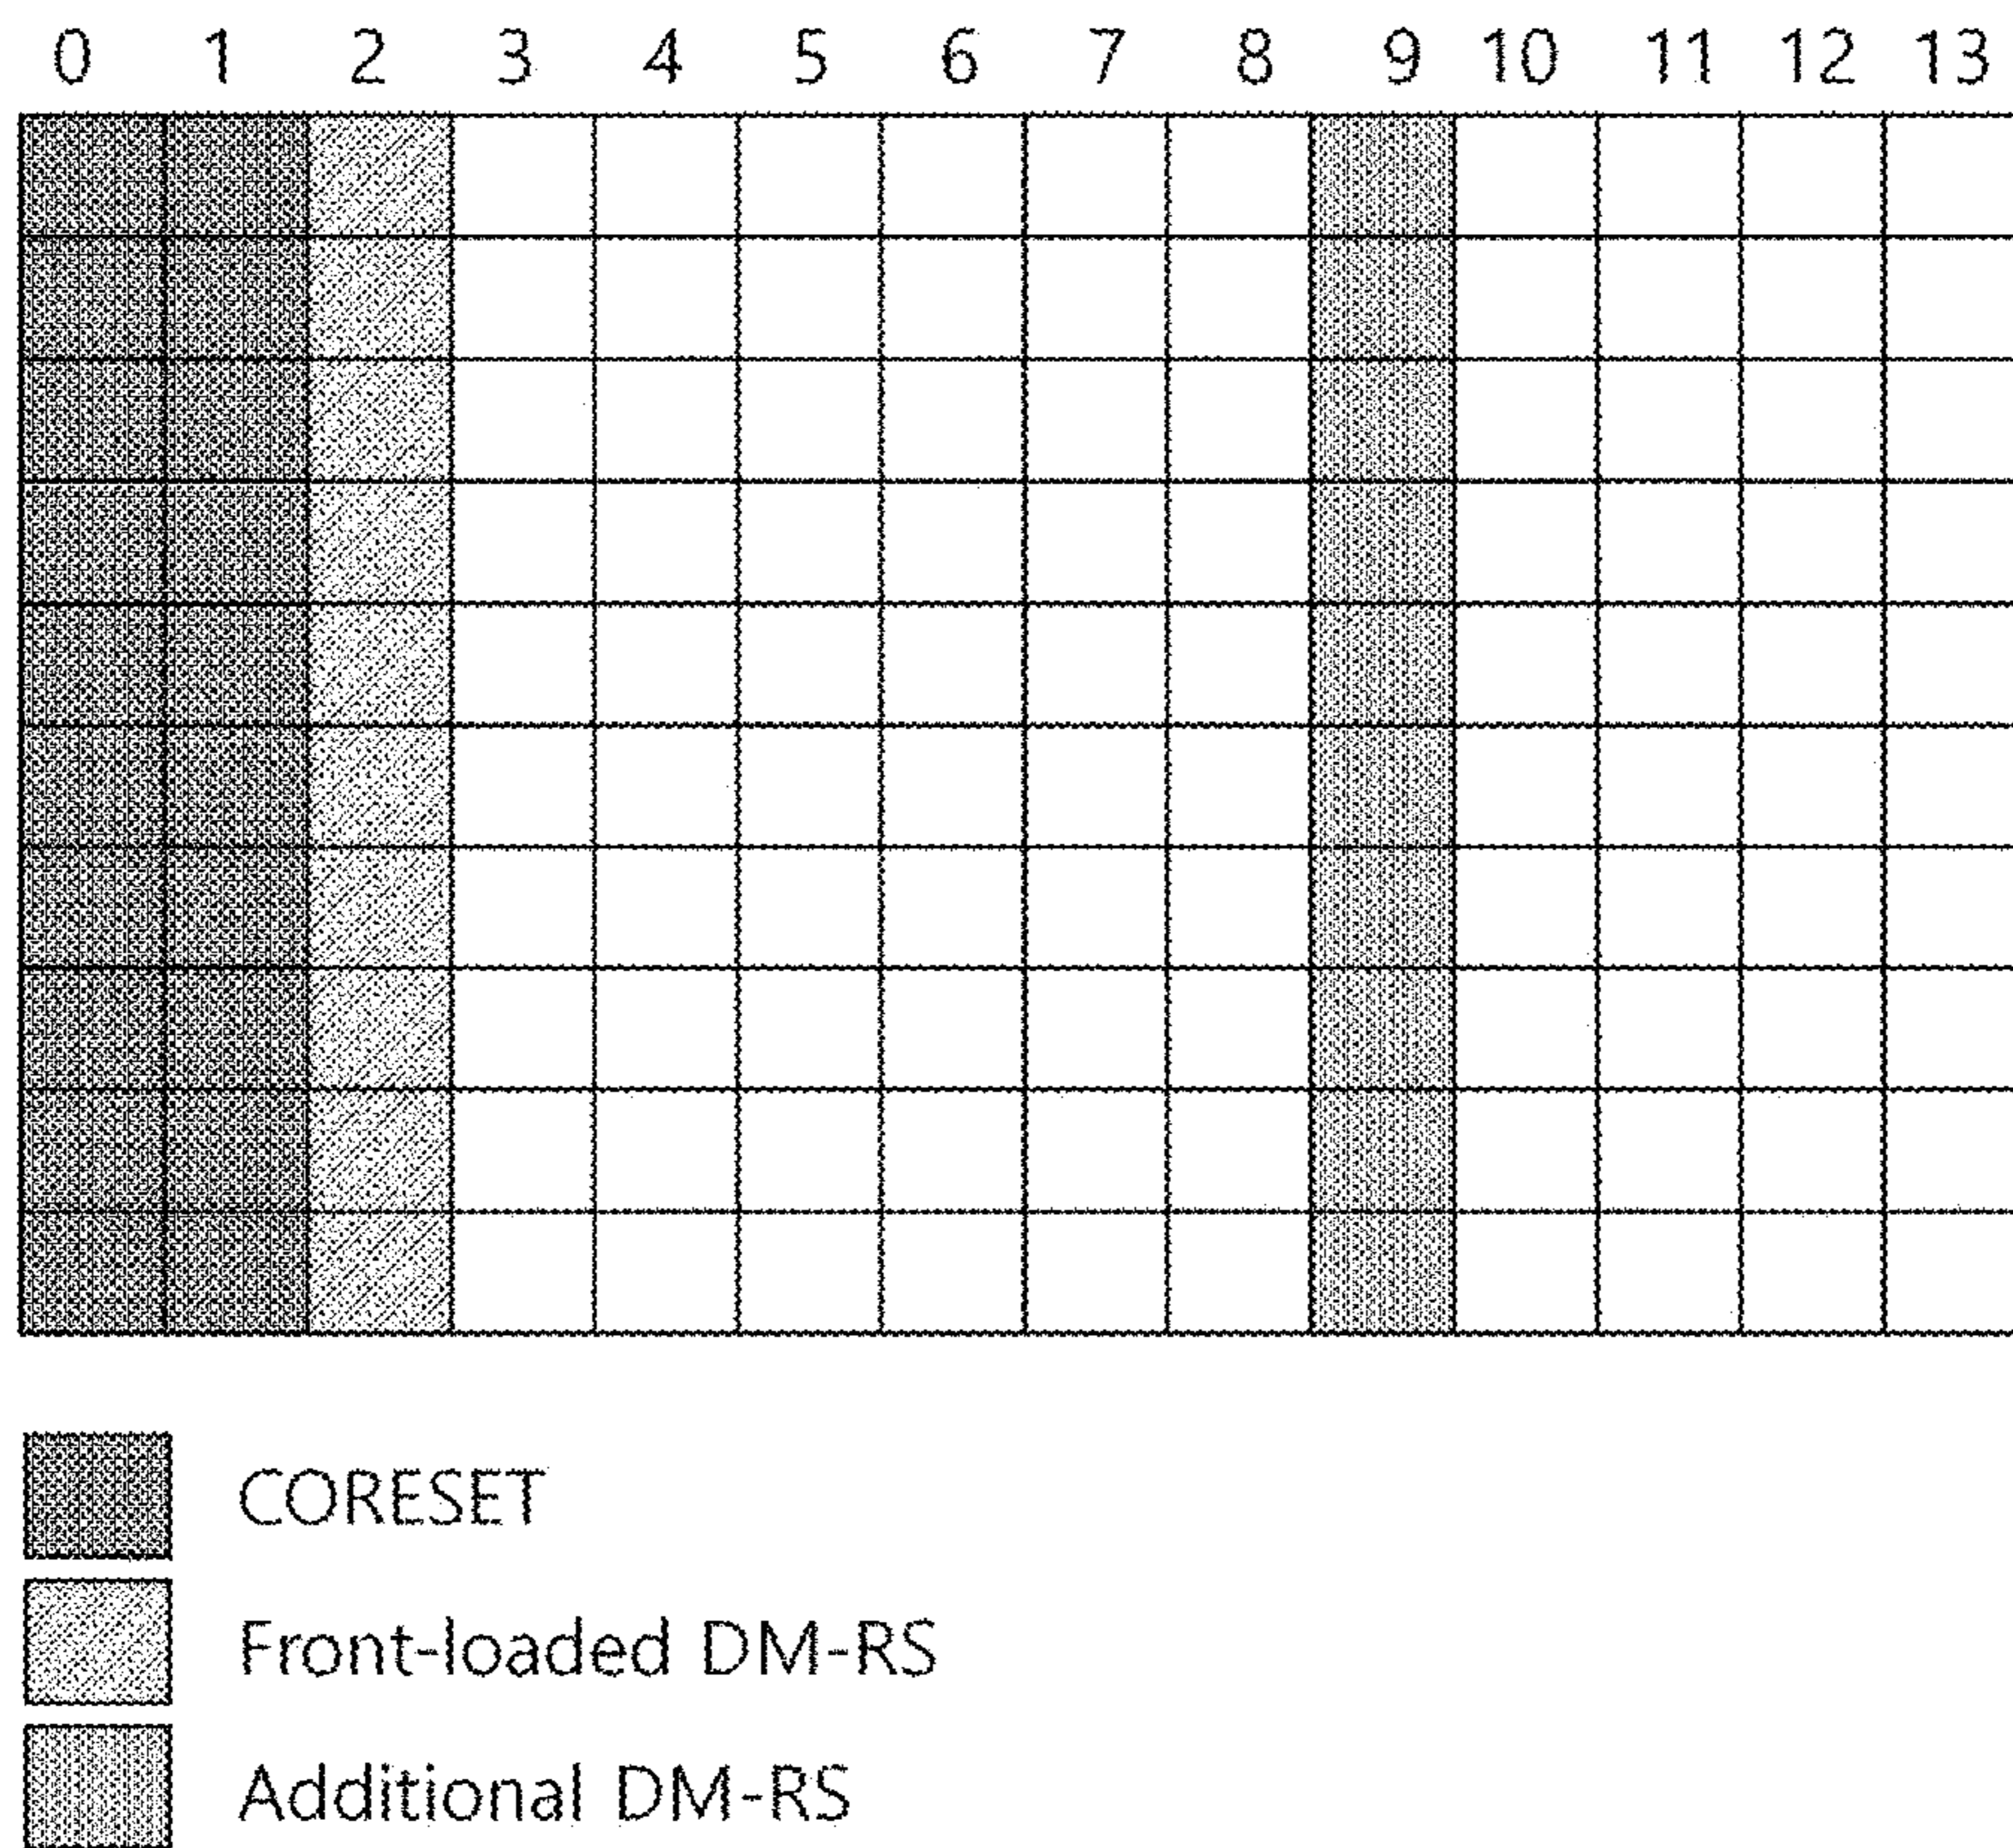 0 1 2 3 4 5 6 7 8 9 10 11 12 13
CORESET
Front-loaded DM-RS
Additional DM-RS